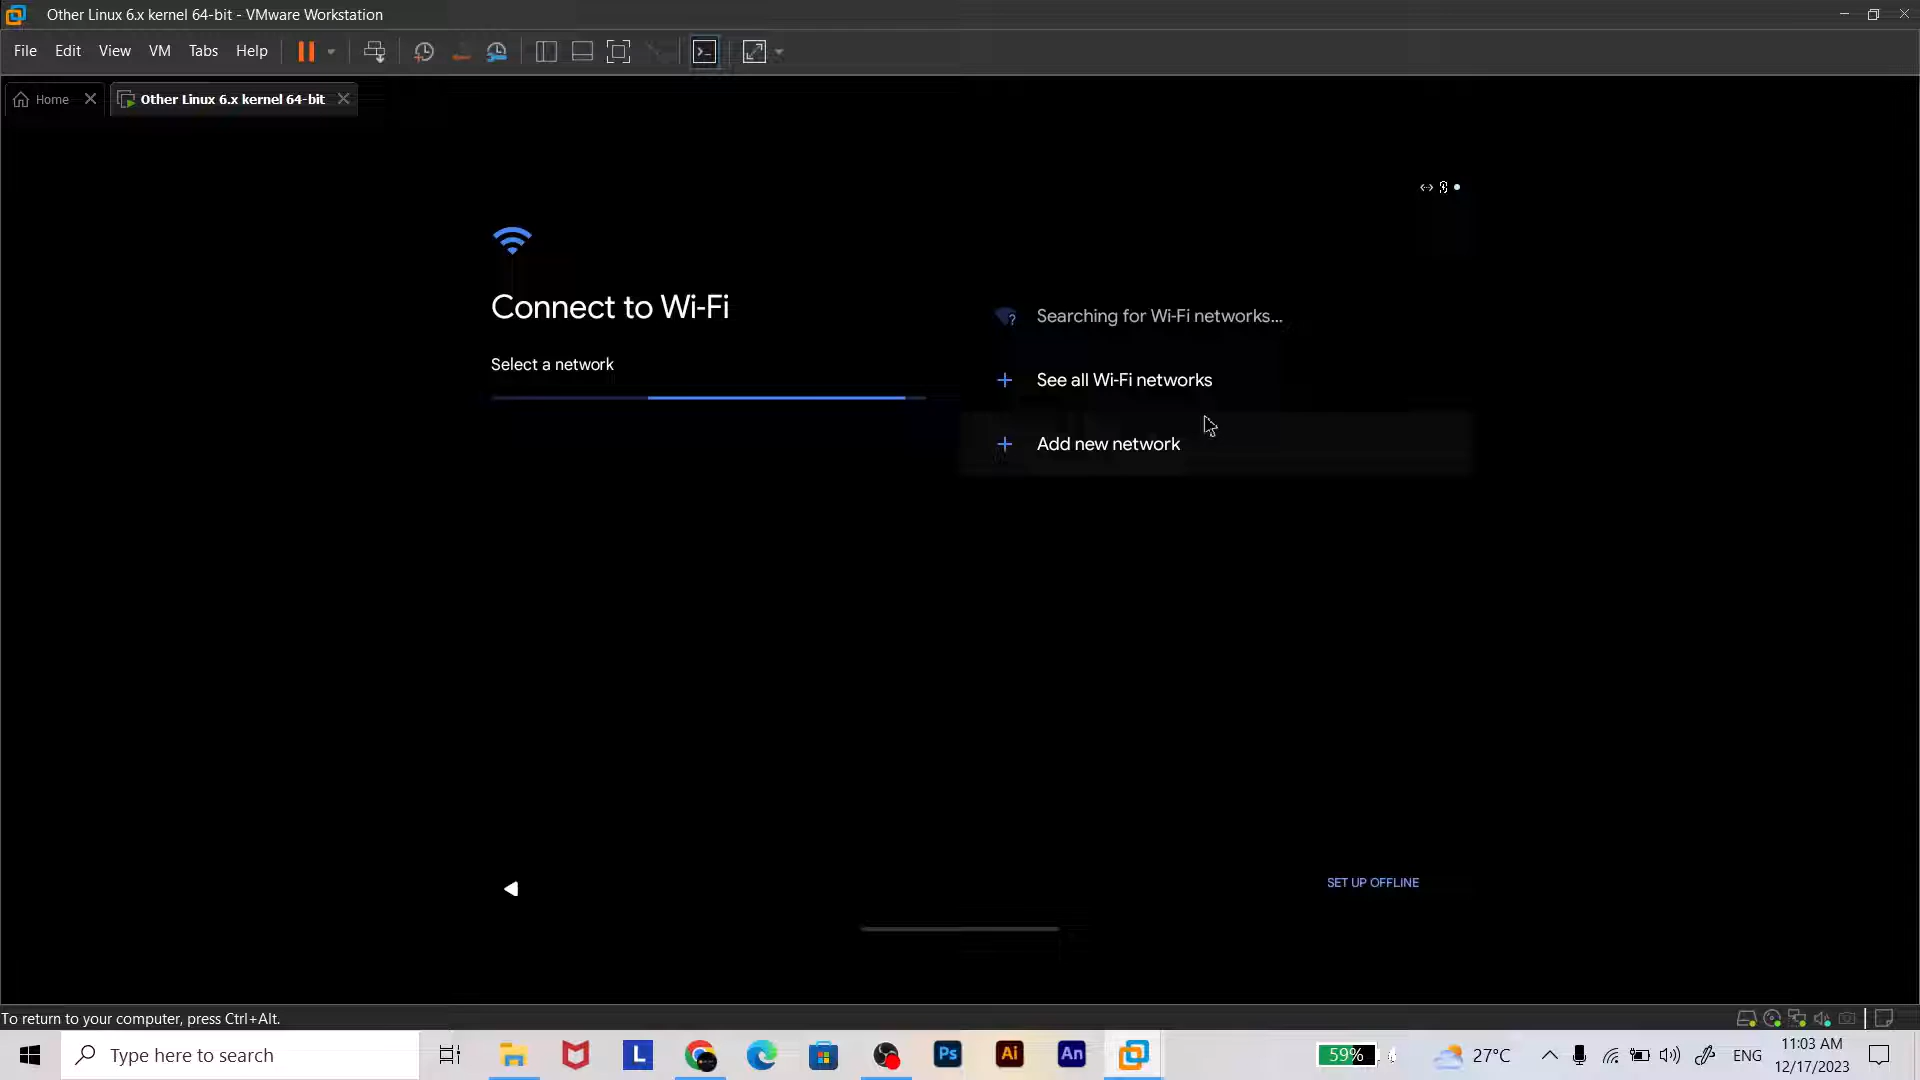 Other Linux 6.x kernel 64-bit - VMware Workstation
File Edit View VM Tabs Help
Home
Other Linux 6.x kernel 64-bit
Connect to Wi-Fi
Select a network
Searching for Wi-Fi networks...
See all Wi-Fi networks
Add new network
SET UP OFFLINE
To return to your computer, press Ctrl+Alt.
Type here to search
L
Ps
Ai
An
59%
27°C
ENG
11:03 AM
12/17/2023